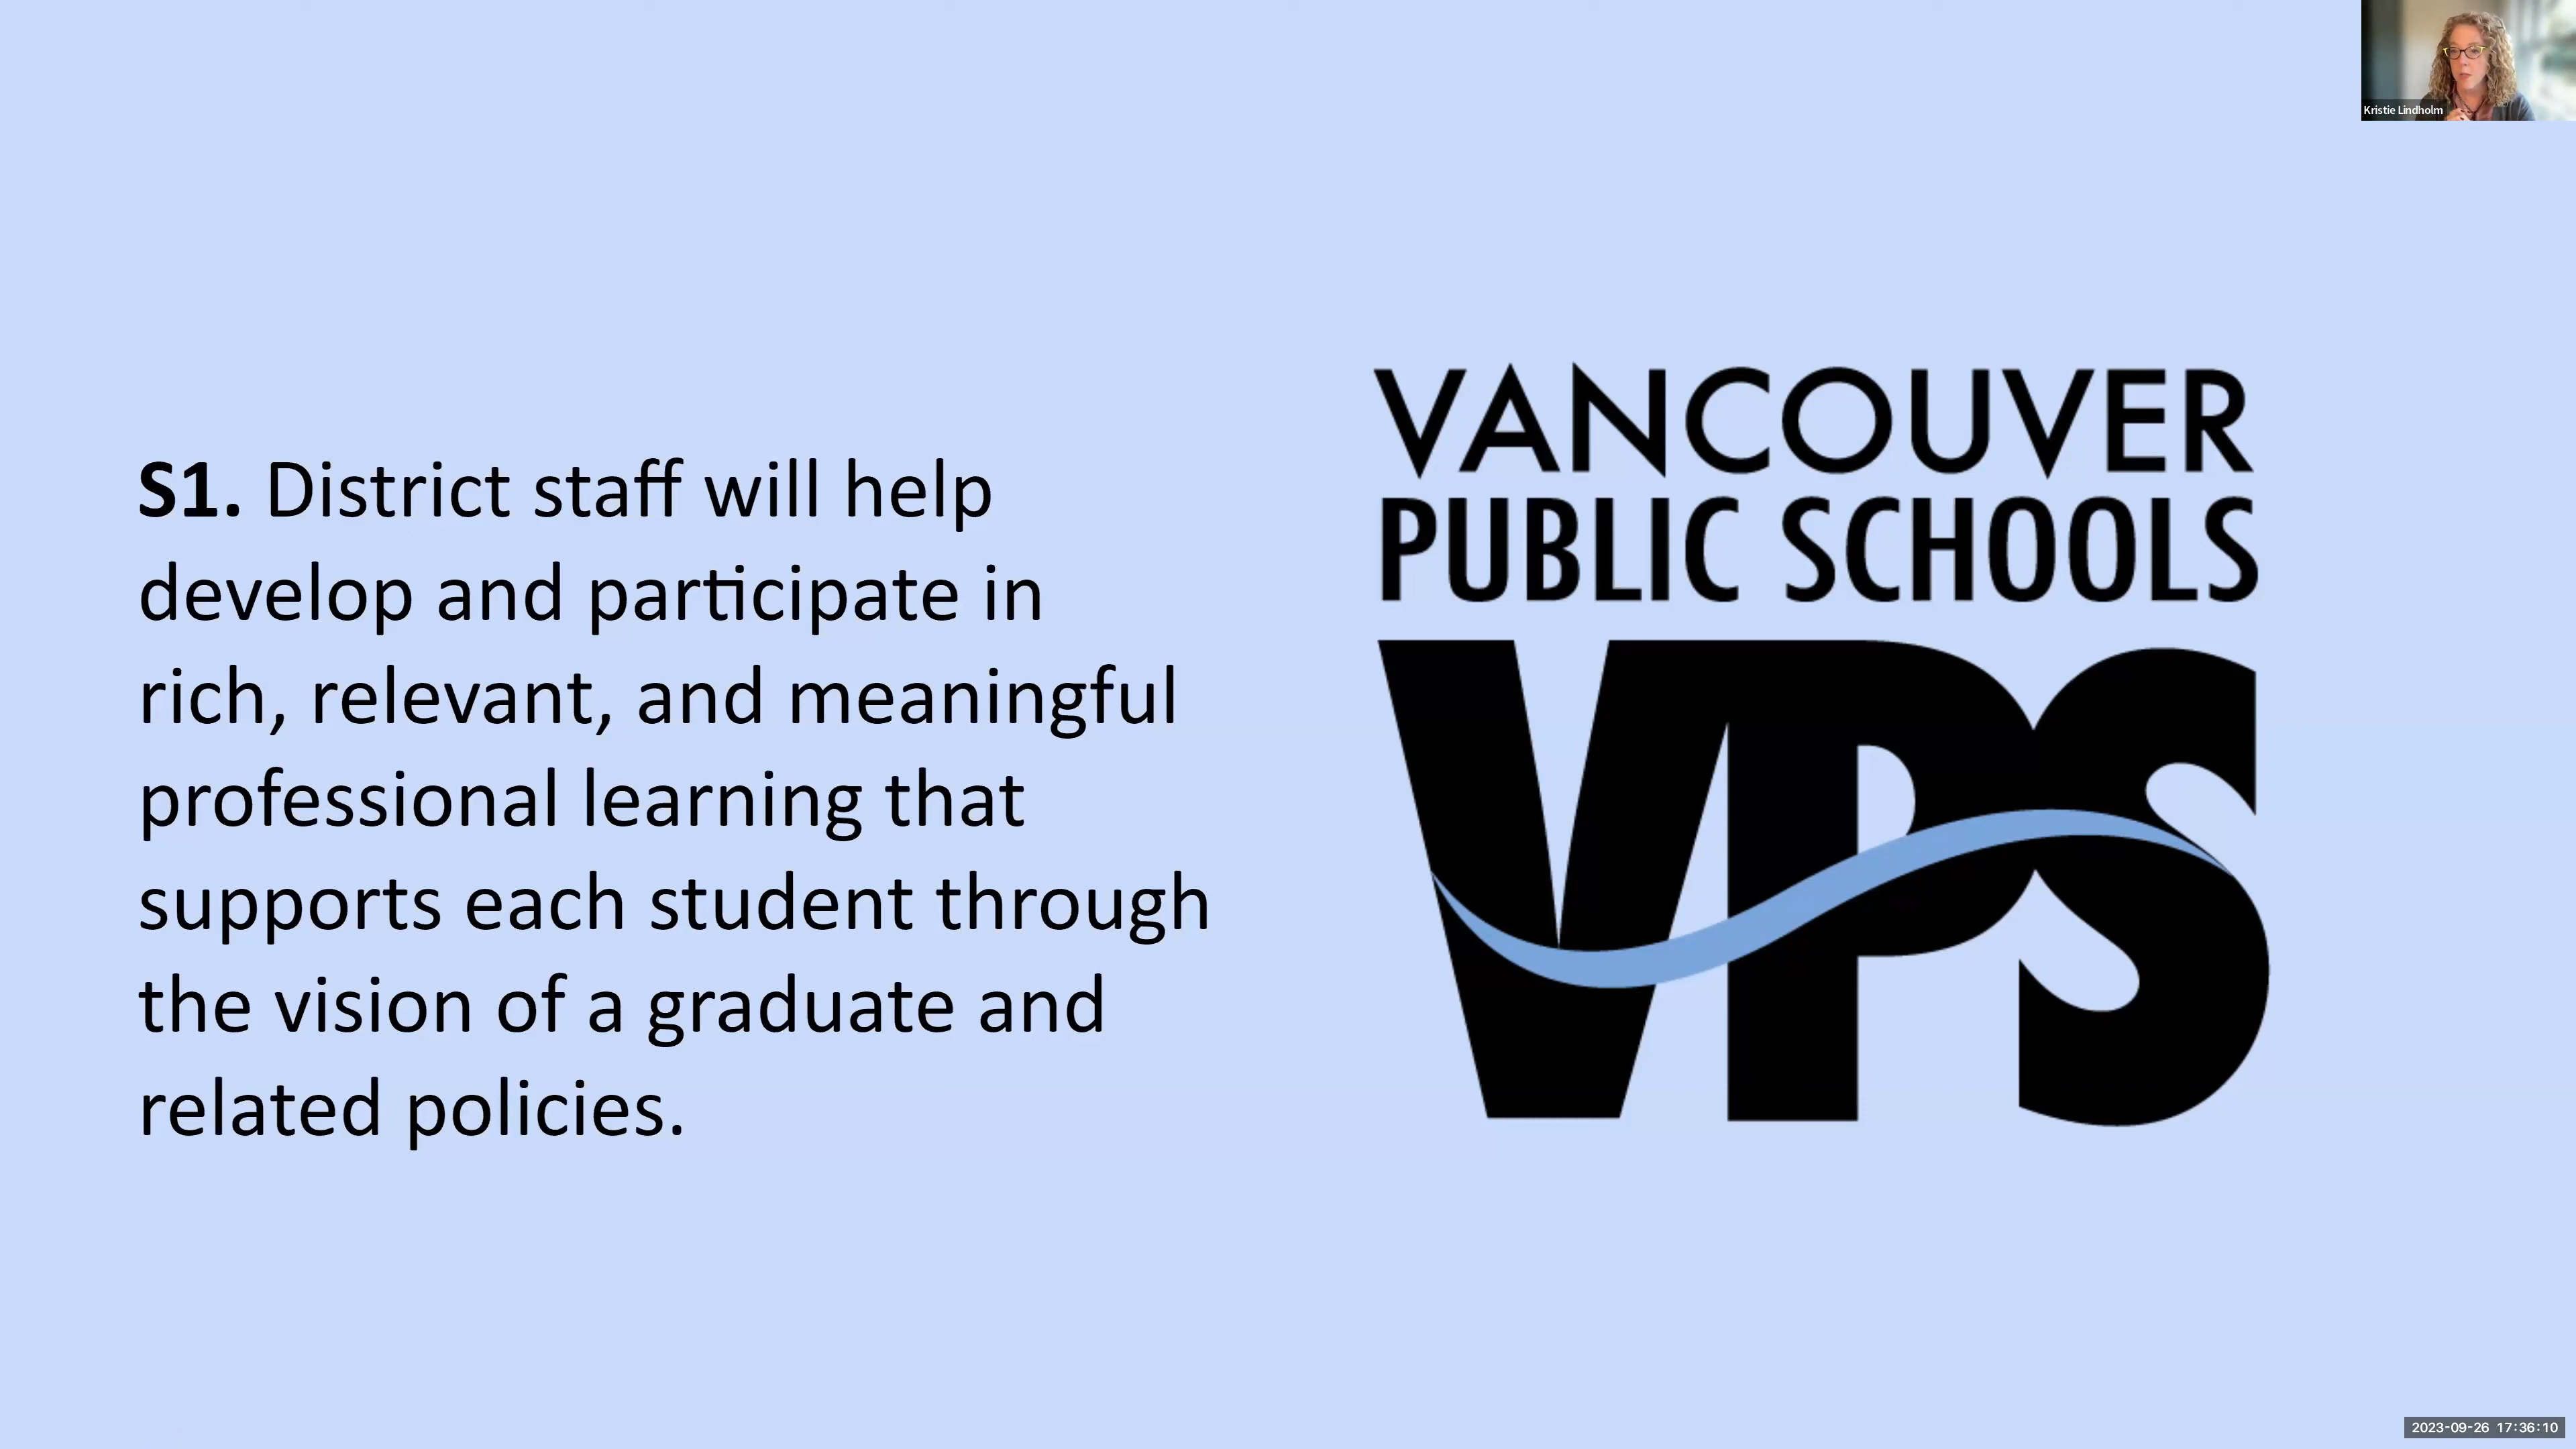 Kristie Lindholm
S1. District staff will help
develop and participate in
rich, relevant, and meaningful
professional learning that
supports each student through
the vision of a graduate and
related policies.
VANCOUVER
PUBLIC SCHOOLS
VPS
2023-09-26 17:36:10